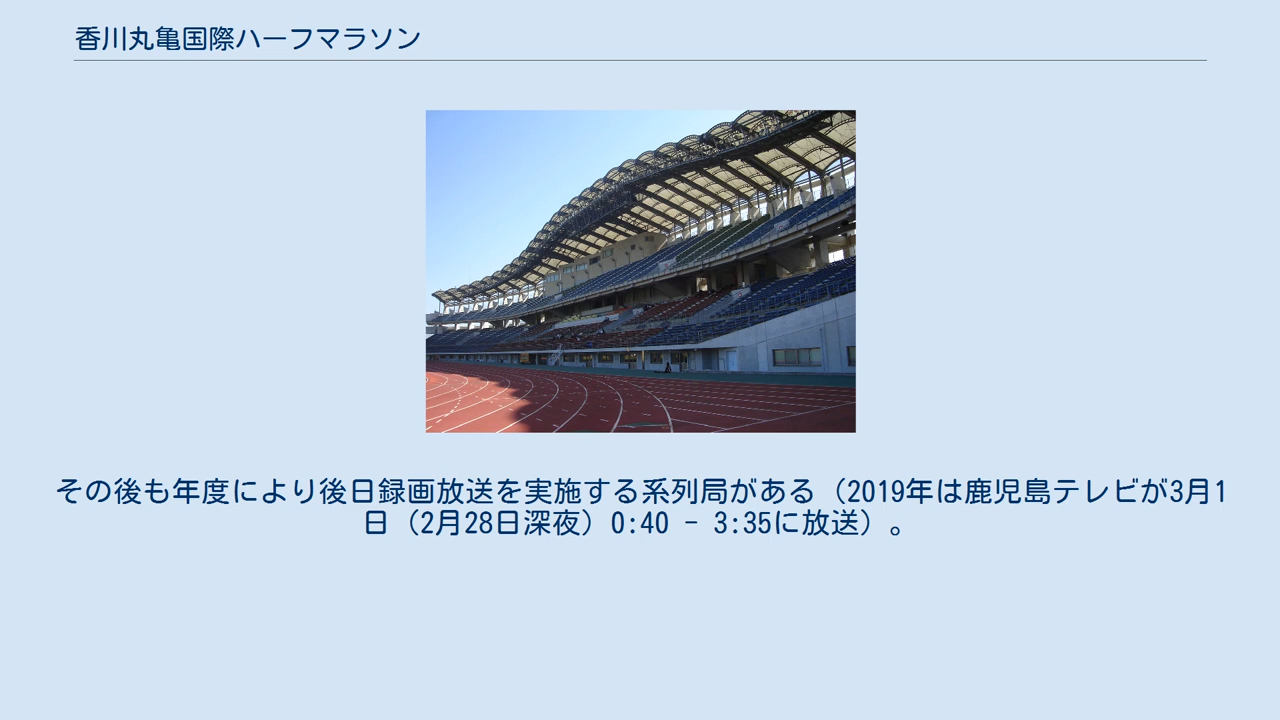 香川丸亀国際ハーフマラソン
その後も年度により後日録画放送を実施する系列局がある（2019年は鹿児島テレビが3月1
日（2月28日深夜）0:40 - 3:35に放送）。